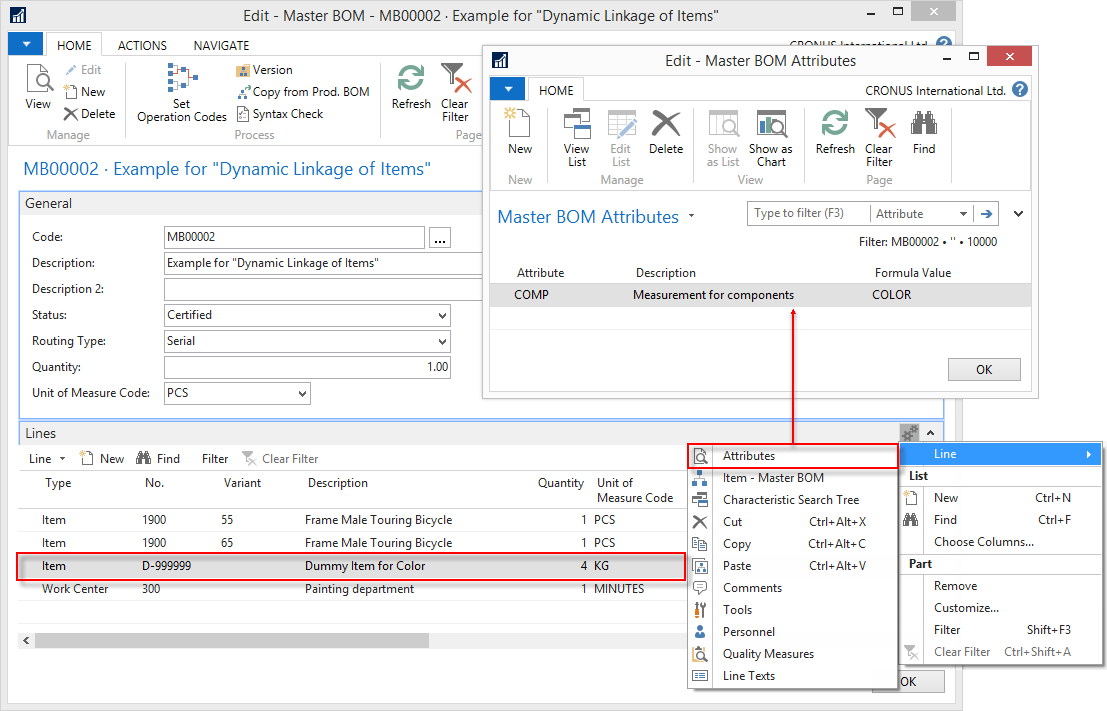 Edit - Master BOM - MB00002 · Example for "Dynamic Linkage of Items"
HOME ACTIONS NAVIGATE
View
Edit
New
Delete
Manage
Set
Operation Codes
Version
Copy from Prod. BOM
Syntax Check
Process
Refresh
Clear
Filter
MB00002 · Example for "Dynamic Linkage of Items"
General
Code: MB00002 ...
Description: Example for "Dynamic Linkage of Items"
Description 2:
Status: Certified
Routing Type: Serial
Quantity: 1.00
Unit of Measure Code: PCS
Edit - Master BOM Attributes
HOME
CRONUS International Ltd. ?
New
New
View
List
Edit
List
Delete
Manage
Show
as List
Show as
Chart
View
Refresh
Clear
Filter
Find
Page
Master BOM Attributes
Type to filter (F3) Attribute
Filter: MB00002 • '' • 10000
Attribute Description Formula Value
COMP Measurement for components COLOR
OK
Lines
Line New Find Filter Clear Filter
Type No. Variant Description Quantity Unit of
Measure Code
Item 1900 55 Frame Male Touring Bicycle 1 PCS
Item 1900 65 Frame Male Touring Bicycle 1 PCS
Item D-999999 Dummy Item for Color 4 KG
Work Center 300 Painting department 1 MINUTES
Attributes
Item - Master BOM
Characteristic Search Tree
Cut Ctrl+Alt+X
Copy Ctrl+Alt+C
Paste Ctrl+Alt+V
Comments
Tools
Personnel
Quality Measures
Line Texts
Line
List
New Ctrl+N
Find Ctrl+F
Choose Columns...
Part
Remove
Customize...
Filter Shift+F3
Clear Filter Ctrl+Shift+A
OK